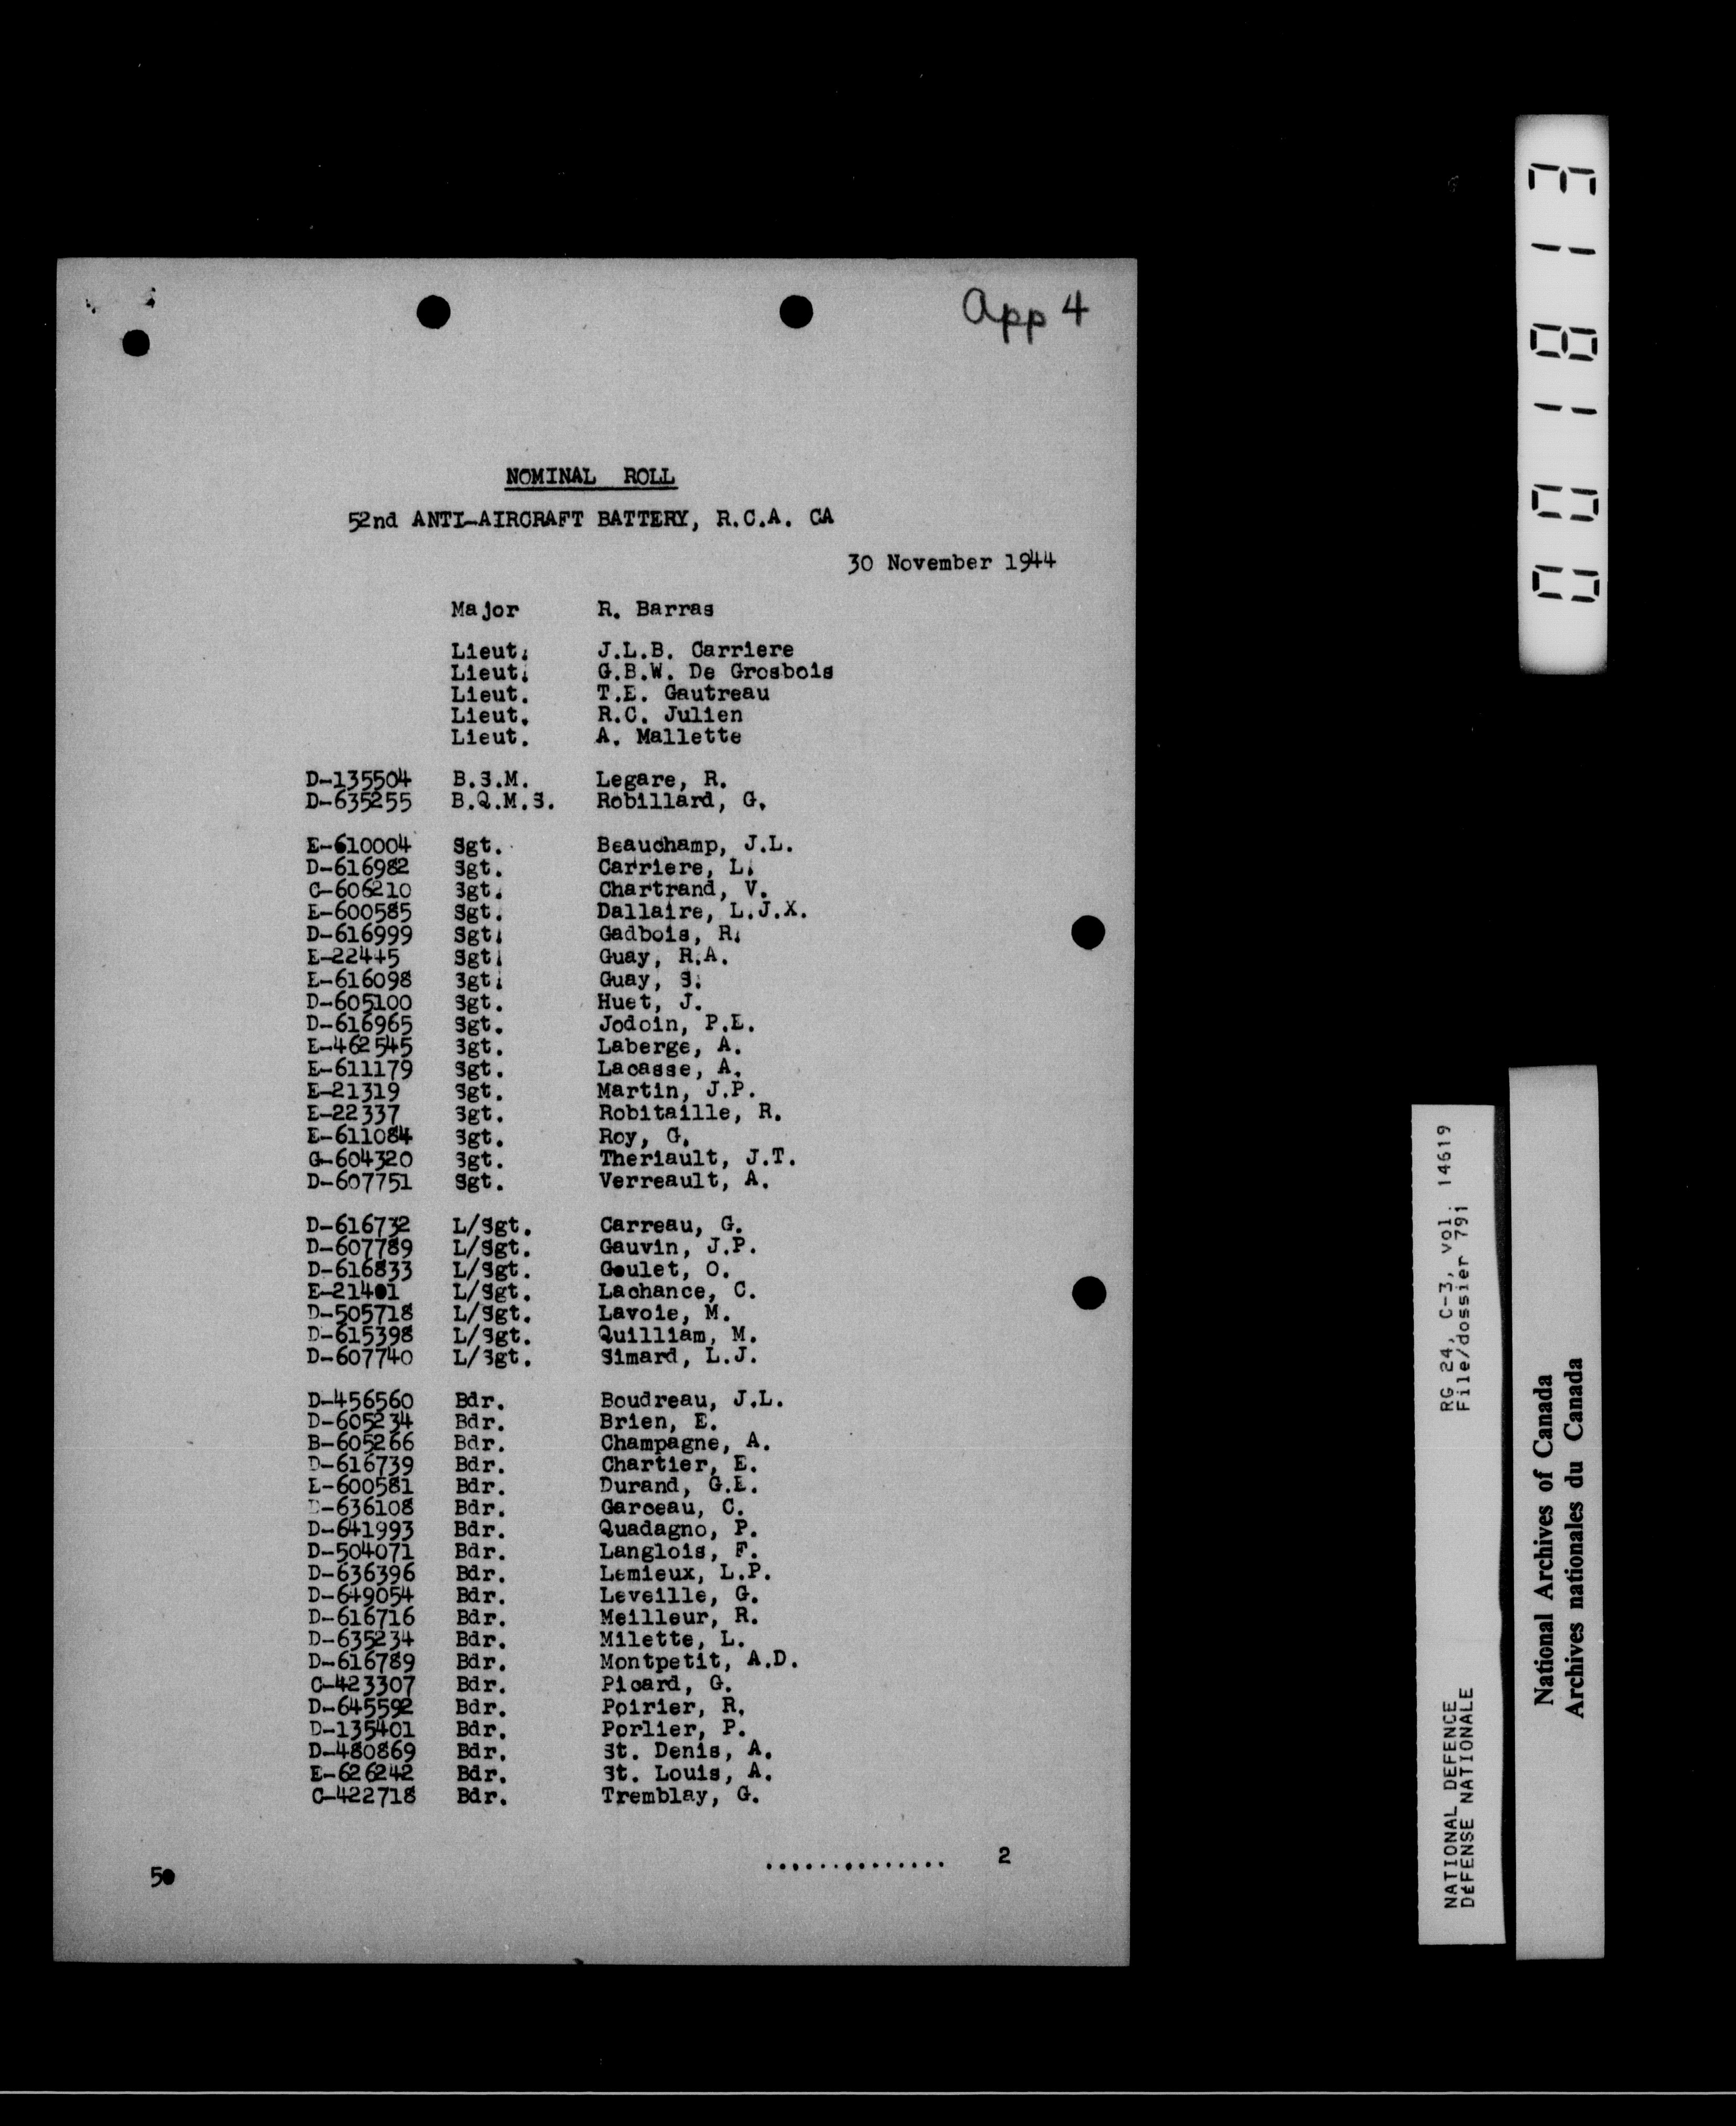 App 4
NOMINAL ROLL
52nd ANTI-AIRCRAFT BATTERY, R.C.A. CA
30 November 1944
Major R. Barras
Lieut. J.L.B. Carriere
Lieut. G.B.W. De Grosbois
Lieut. T.E. Gautreau
Lieut. R.C. Julien
Lieut. A. Mallette
D-135504 B.S.M. Legare, R.
D-635255 B.Q.M.S. Robillard, G.
E-610004 Sgt. Beauchamp, J.L.
D-616982 Sgt. Carriere, L.
C-606210 Sgt. Chartrand, V.
E-600585 Sgt. Dallaire, L.J.X.
D-616999 Sgt. Gadbois, R.
E-22445 Sgt. Guay, R.A.
E-616098 Sgt. Guay, S.
D-605100 Sgt. Huet, J.
D-616965 Sgt. Jodoin, P.E.
E-462545 Sgt. Laberge, A.
E-611179 Sgt. Lacasse, A.
E-21319 Sgt. Martin, J.P.
E-22337 Sgt. Robitaille, R.
E-611084 Sgt. Roy, G.
G-604320 Sgt. Theriault, J.T.
D-607751 Sgt. Verreault, A.
D-616732 L/Sgt. Carreau, G.
D-607789 L/Sgt. Gauvin, J.P.
D-616833 L/Sgt. Goulet, O.
E-21401 L/Sgt. Lachance, C.
D-505718 L/Sgt. Lavoie, M.
D-615398 L/Sgt. Quilliam, M.
D-607740 L/Sgt. Simard, L.J.
D-456560 Bdr. Boudreau, J.L.
D-605234 Bdr. Brien, E.
B-605266 Bdr. Champagne, A.
D-616739 Bdr. Chartier, E.
E-600581 Bdr. Durand, G.E.
D-636108 Bdr. Garceau, C.
D-641993 Bdr. Quadagno, P.
D-504071 Bdr. Langlois, F.
D-636396 Bdr. Lemieux, L.P.
D-649054 Bdr. Leveille, G.
D-616716 Bdr. Meilleur, R.
D-635234 Bdr. Milette, L.
D-616789 Bdr. Montpetit, A.D.
C-423307 Bdr. Picard, G.
D-645592 Bdr. Poirier, R.
D-135401 Bdr. Porlier, P.
D-480869 Bdr. St. Denis, A.
E-626242 Bdr. St. Louis, A.
C-422718 Bdr. Tremblay, G.
.............. 2
50
001813
NATIONAL DEFENCE RG 24, C-3, vol. 14619
DÉFENSE NATIONALE File/dossier 791
National Archives of Canada
Archives nationales du Canada